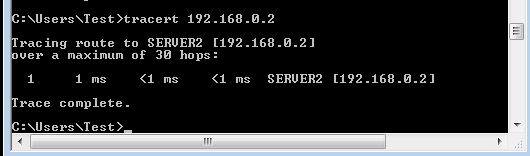 C:\Users\Test>tracert 192.168.0.2
Tracing route to SERVER2 [192.168.0.2]
over a maximum of 30 hops:
1 1 ms <1 ms <1 ms SERVER2 [192.168.0.2]
Trace complete.
C:\Users\Test>_